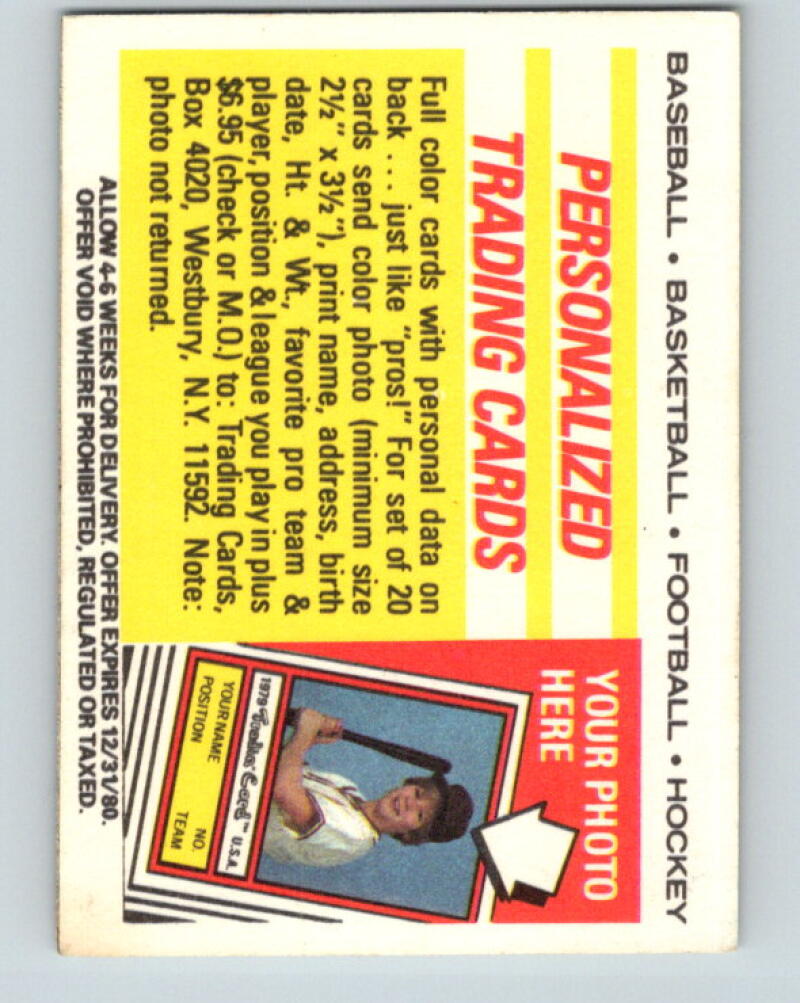 BASEBALL • BASKETBALL • FOOTBALL • HOCKEY
PERSONALIZED
TRADING CARDS
Full color cards with personal data on
back ... just like "pros!" For set of 20
cards send color photo (minimum size
2½" x 3½"), print name, address, birth
date, Ht. & Wt., favorite pro team &
player, position & league you play in plus
$6.95 (check or M.O.) to: Trading Cards,
Box 4020, Westbury, N.Y. 11592. Note:
photo not returned.
YOUR PHOTO
HERE
1979 Trading Card™ U.S.A.
YOUR NAME NO.
POSITION TEAM
ALLOW 4-6 WEEKS FOR DELIVERY. OFFER EXPIRES 12/31/80.
OFFER VOID WHERE PROHIBITED, REGULATED OR TAXED.